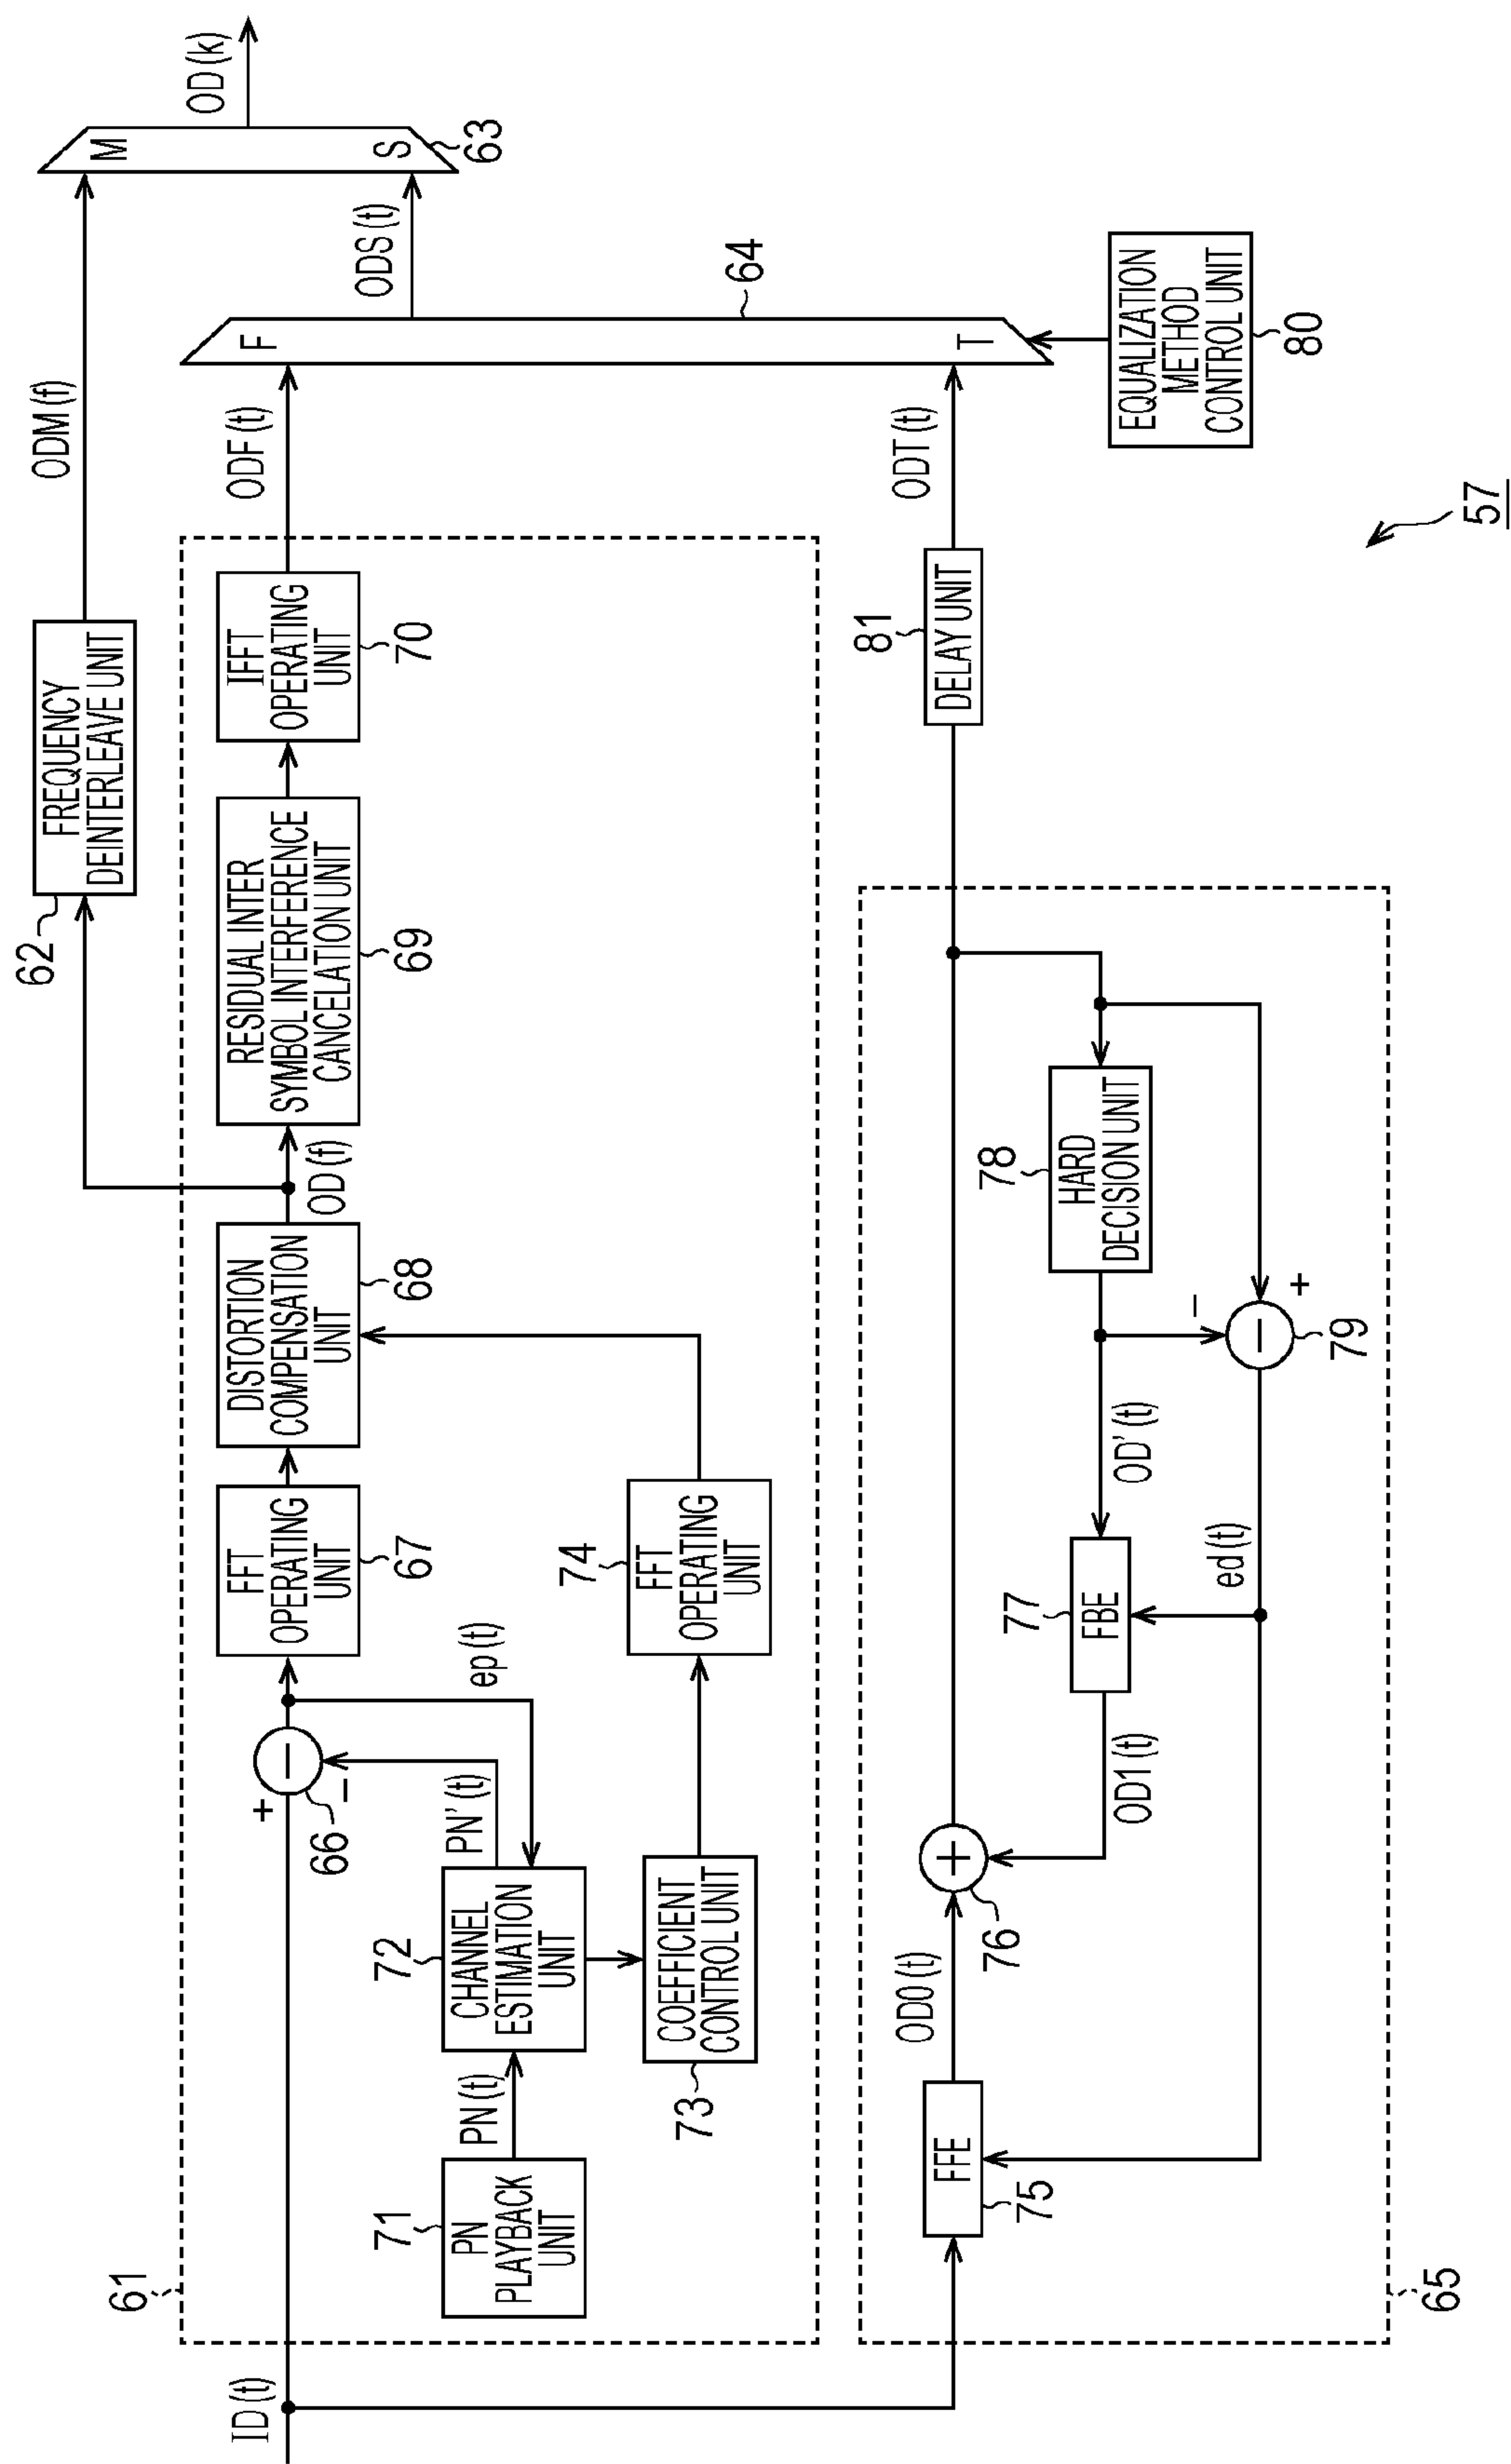 OD (k)
M
S
63
ODM (f)
ODS (t)
64
F
T
ODF (t)
ODT (t)
EQUALIZATION
METHOD
CONTROL UNIT
80
57
62
FREQUENCY
DEINTERLEAVE UNIT
61
ID (t)
+
−
−
66
FFT
OPERATING
UNIT
67
DISTORTION
COMPENSATION
UNIT
68
OD (f)
RESIDUAL INTER
SYMBOL INTERFERENCE
CANCELATION UNIT
69
IFFT
OPERATING
UNIT
70
ep (t)
PN' (t)
71
PN
PLAYBACK
UNIT
PN (t)
72
CHANNEL
ESTIMATION
UNIT
73
COEFFICIENT
CONTROL UNIT
74
FFT
OPERATING
UNIT
81
DELAY UNIT
65
FFE
75
OD0 (t)
+
76
OD1 (t)
77
FBE
OD' (t)
78
HARD
DECISION UNIT
−
+
−
79
ed (t)